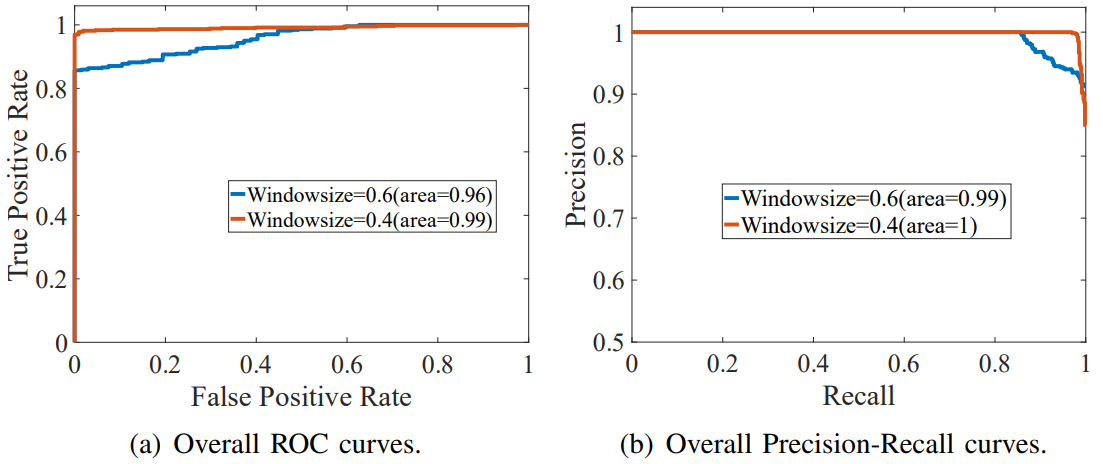 True Positive Rate
1
0.8
0.6
0.4
0.2
0
0 0.2 0.4 0.6 0.8 1
False Positive Rate
Windowsize=0.6(area=0.96)
Windowsize=0.4(area=0.99)
(a) Overall ROC curves.
Precision
1
0.9
0.8
0.7
0.6
0.5
0 0.2 0.4 0.6 0.8 1
Recall
Windowsize=0.6(area=0.99)
Windowsize=0.4(area=1)
(b) Overall Precision-Recall curves.